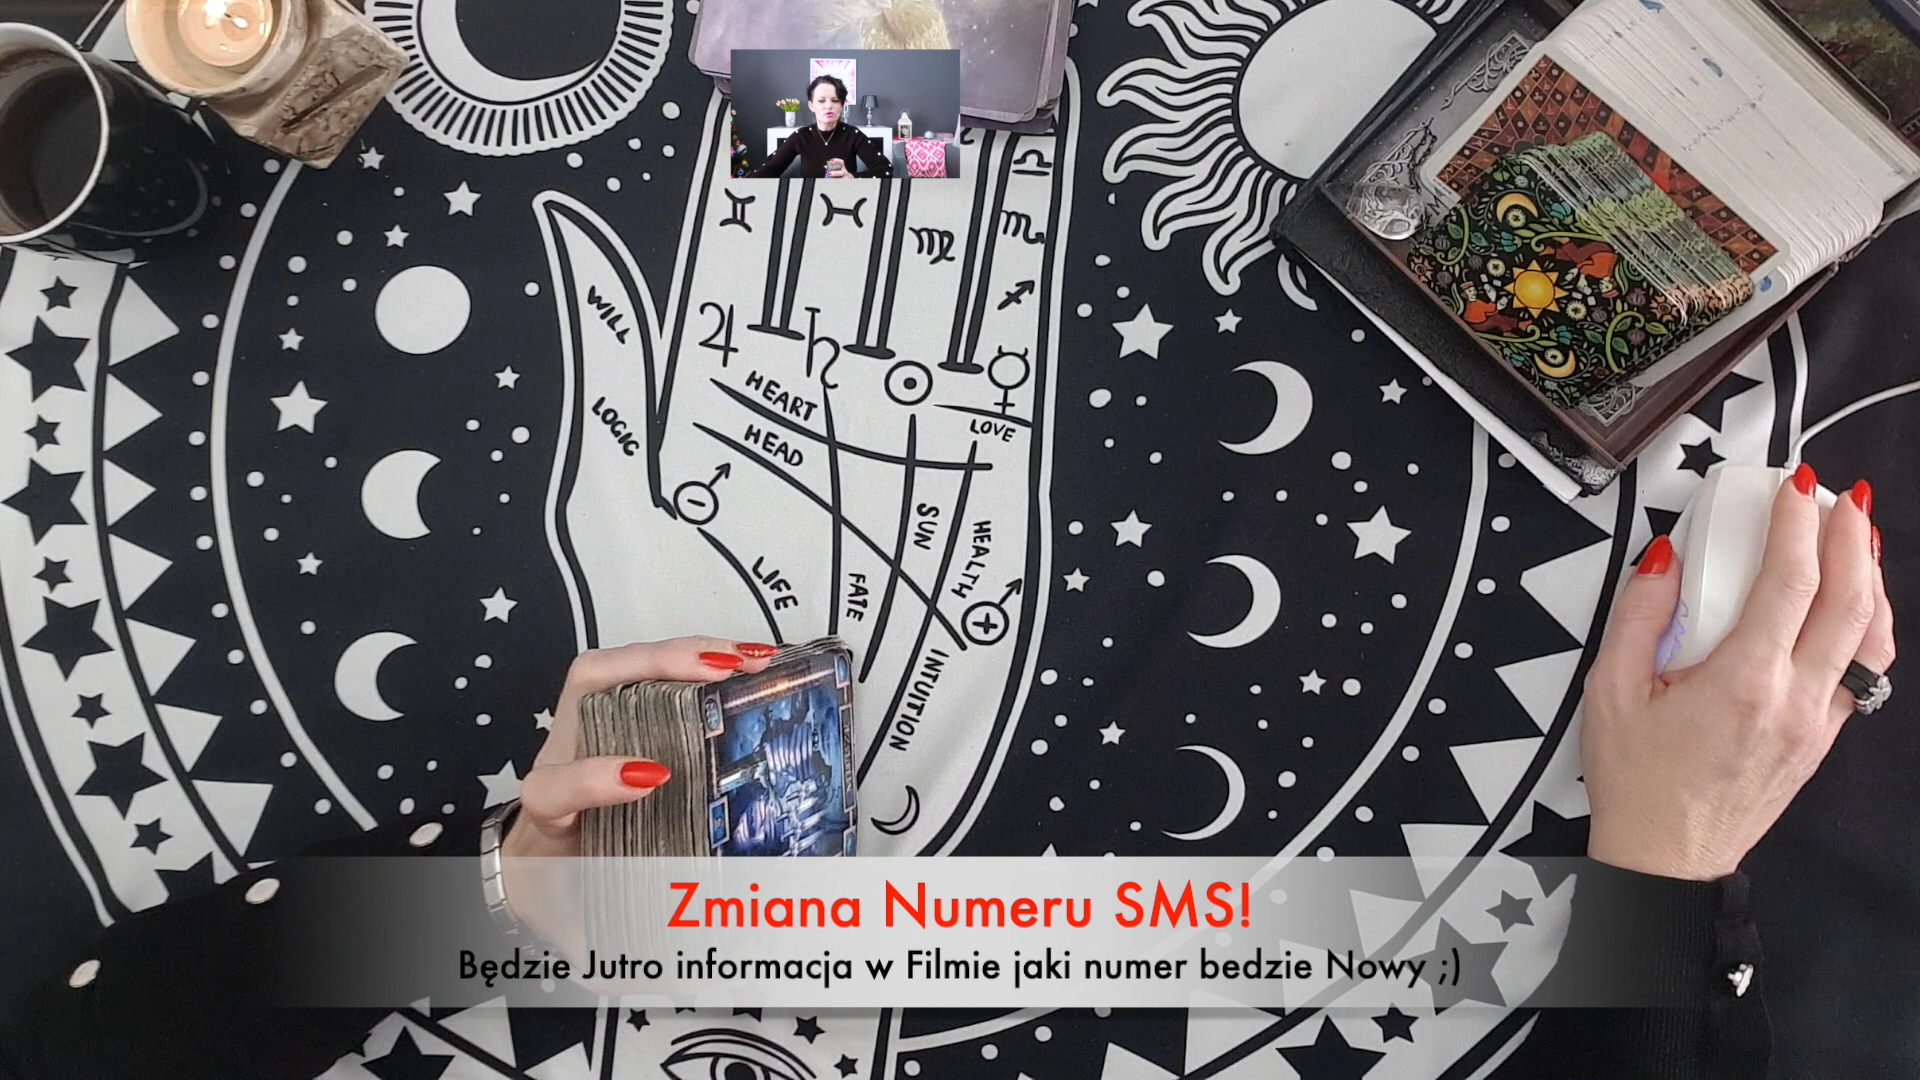 WILL
LOGIC
HEART
HEAD
LOVE
SUN
HEALTH
LIFE
FATE
INTUITION
Zmiana Numeru SMS!
Będzie Jutro informacja w Filmie jaki numer bedzie Nowy ;)